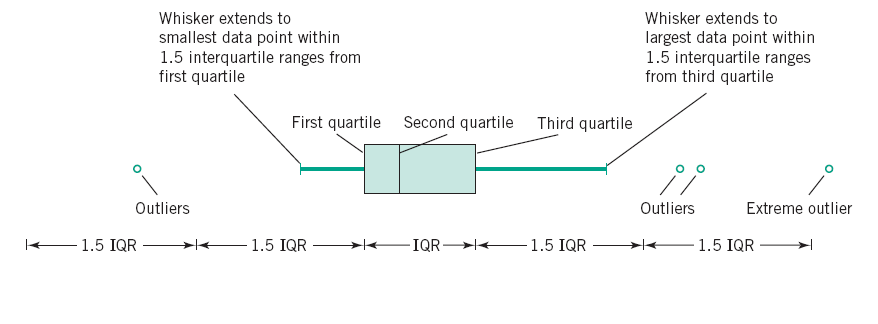 Whisker extends to
smallest data point within
1.5 interquartile ranges from
first quartile
Whisker extends to
largest data point within
1.5 interquartile ranges
from third quartile
First quartile
Second quartile
Third quartile
Outliers
Outliers
Extreme outlier
1.5 IQR
1.5 IQR
IQR
1.5 IQR
1.5 IQR